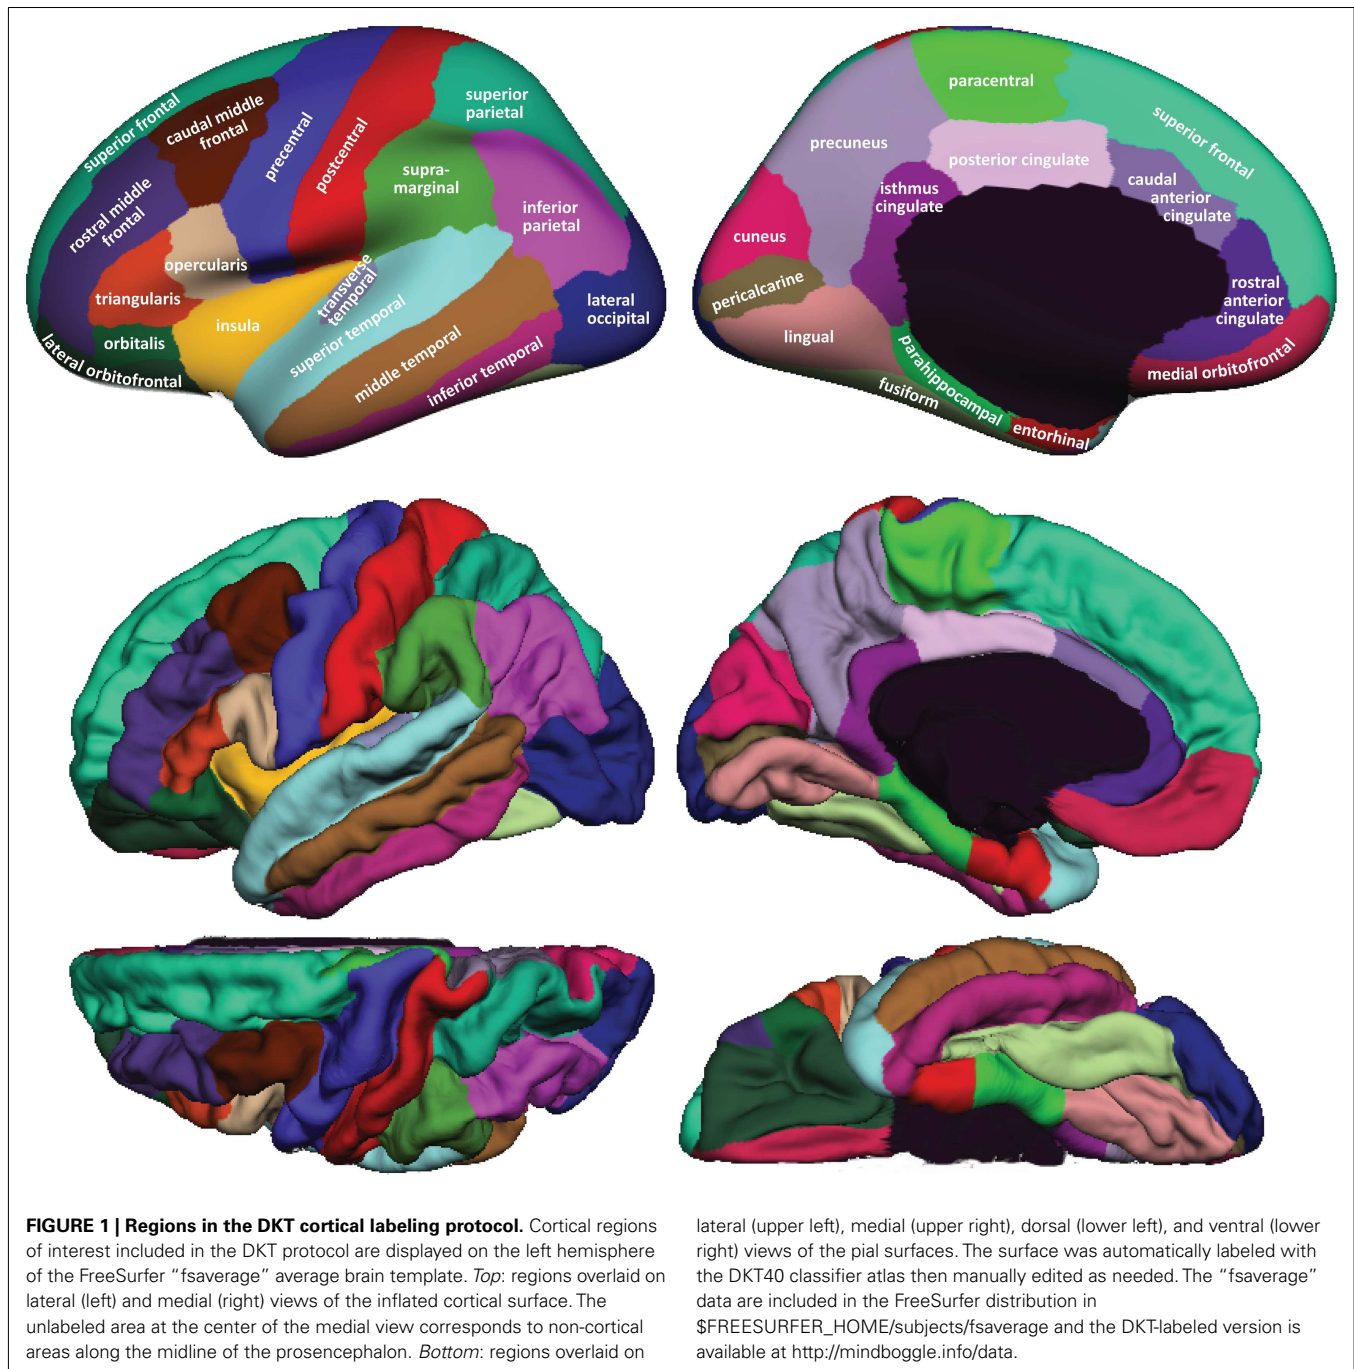 superior frontal
caudal middle
frontal
precentral
postcentral
superior
parietal
supra-
marginal
inferior
parietal
rostral middle
frontal
opercularis
triangularis
orbitalis
lateral orbitofrontal
insula
transverse
temporal
superior temporal
middle temporal
inferior temporal
lateral
occipital
paracentral
superior frontal
precuneus
posterior cingulate
isthmus
cingulate
caudal
anterior
cingulate
cuneus
pericalcarine
lingual
rostral
anterior
cingulate
medial orbitofrontal
parahippocampal
fusiform
entorhinal
FIGURE 1 | Regions in the DKT cortical labeling protocol. Cortical regions
of interest included in the DKT protocol are displayed on the left hemisphere
of the FreeSurfer “fsaverage” average brain template. Top: regions overlaid on
lateral (left) and medial (right) views of the inflated cortical surface. The
unlabeled area at the center of the medial view corresponds to non-cortical
areas along the midline of the prosencephalon. Bottom: regions overlaid on
lateral (upper left), medial (upper right), dorsal (lower left), and ventral (lower
right) views of the pial surfaces. The surface was automatically labeled with
the DKT40 classifier atlas then manually edited as needed. The “fsaverage”
data are included in the FreeSurfer distribution in
$FREESURFER_HOME/subjects/fsaverage and the DKT-labeled version is
available at http://mindboggle.info/data.